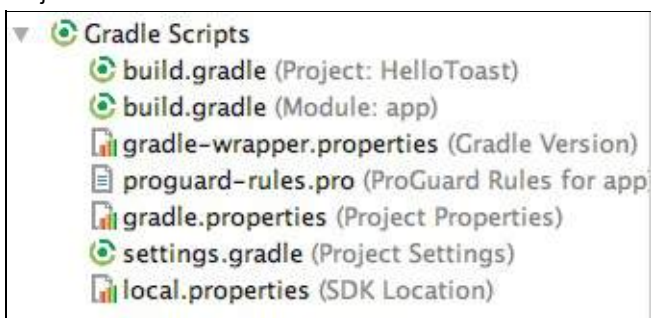 Gradle Scripts
build.gradle (Project: HelloToast)
build.gradle (Module: app)
gradle-wrapper.properties (Gradle Version)
proguard-rules.pro (ProGuard Rules for app
gradle.properties (Project Properties)
settings.gradle (Project Settings)
local.properties (SDK Location)